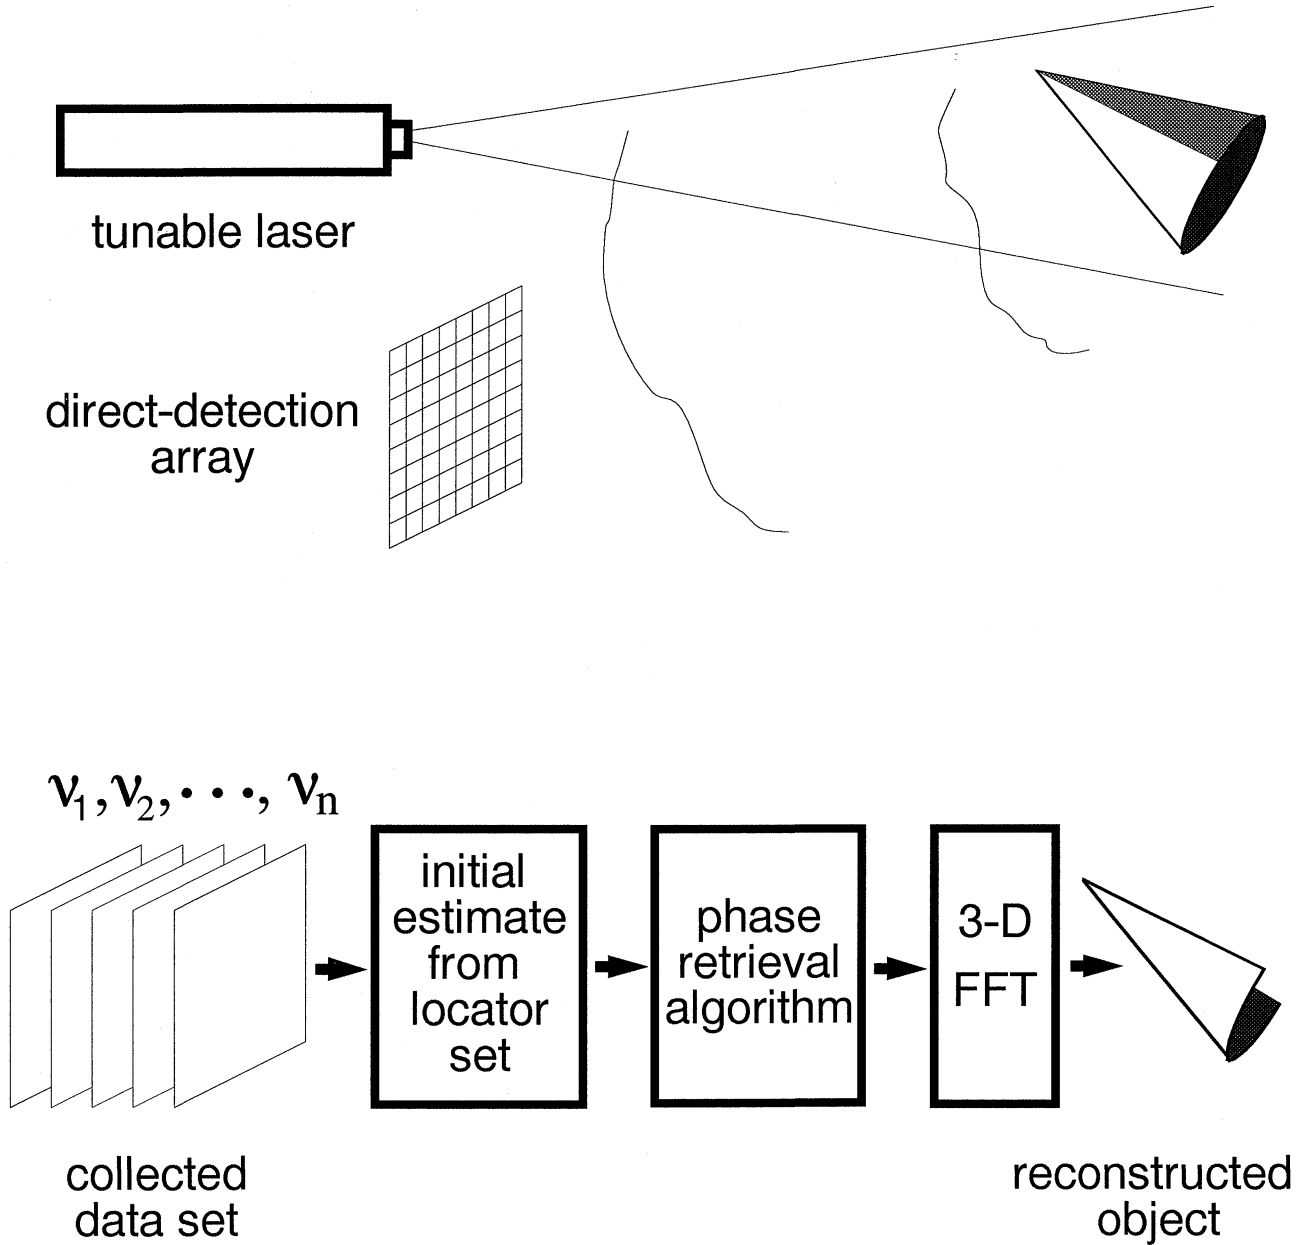 tunable laser
direct-detection
array
ν1,ν2,···, νn
initial
estimate
from
locator
set
phase
retrieval
algorithm
3-D
FFT
collected
data set
reconstructed
object